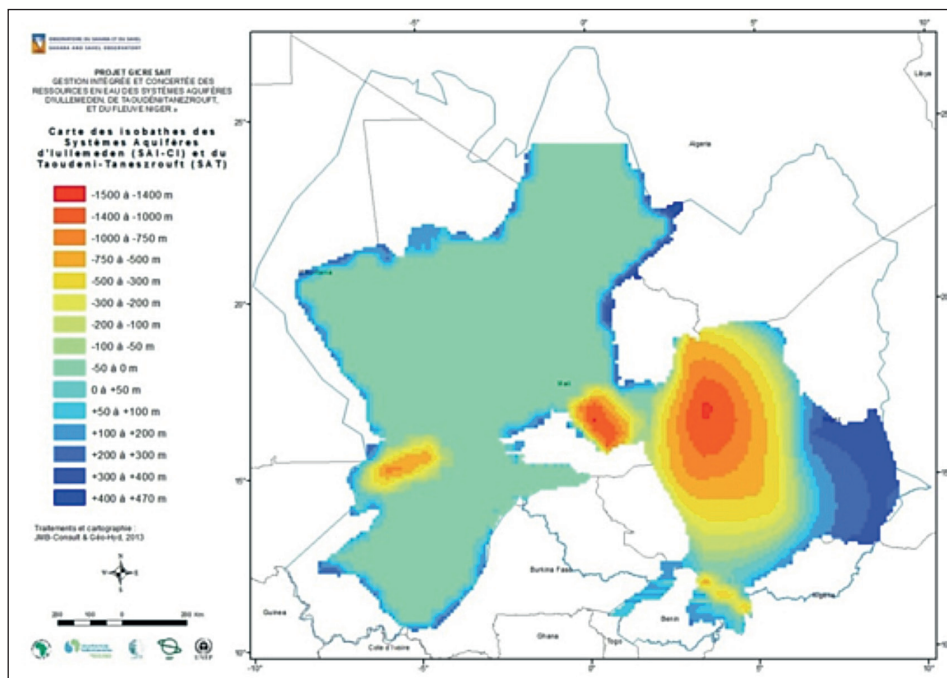 OBSERVATOIRE DU SAHARA ET DU SAHEL
SAHARA AND SAHEL OBSERVATORY
PROJET GICRE SAIT
GESTION INTÉGRÉE ET CONCERTÉE DES
RESSOURCES EN EAU DES SYSTÈMES AQUIFÈRES
D'IULLEMEDEN, DE TAOUDÉNI/TANEZROUFT,
ET DU FLEUVE NIGER »
Carte des isobathes des
Systèmes Aquifères
d'Iullemeden (SAI-CI) et du
Taoudeni-Taneszrouft (SAT)
-1500 à -1400 m
-1400 à -1000 m
-1000 à -750 m
-750 à -500 m
-500 à -300 m
-300 à -200 m
-200 à -100 m
-100 à -50 m
-50 à 0 m
0 à +50 m
+50 à +100 m
+100 à +200 m
+200 à +300 m
+300 à +400 m
+400 à +470 m
Traitements et cartographie :
JMB-Consult & Géo-Hyd, 2013
N
W E
S
200 100 0 200 Km
UNEP
-5° 0° 5° 10°
Libya
25°
Algeria
Mauritania
20°
Mali
15°
Burkina Faso
Nigeria
Guinea
Benin
Ghana
Togo
Cote d'Ivoire
10°
-10° -5° 0° 5° 10°